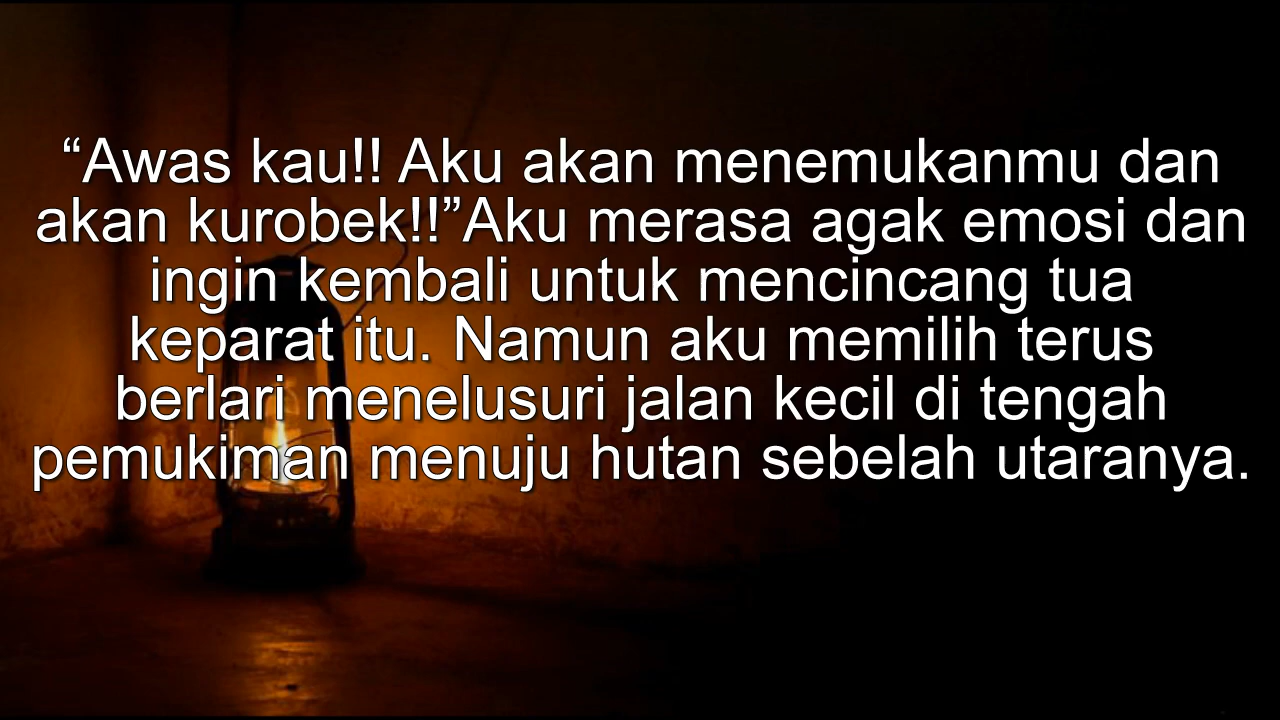 “Awas kau!! Aku akan menemukanmu dan
akan kurobek!!”Aku merasa agak emosi dan
ingin kembali untuk mencincang tua
keparat itu. Namun aku memilih terus
berlari menelusuri jalan kecil di tengah
pemukiman menuju hutan sebelah utaranya.